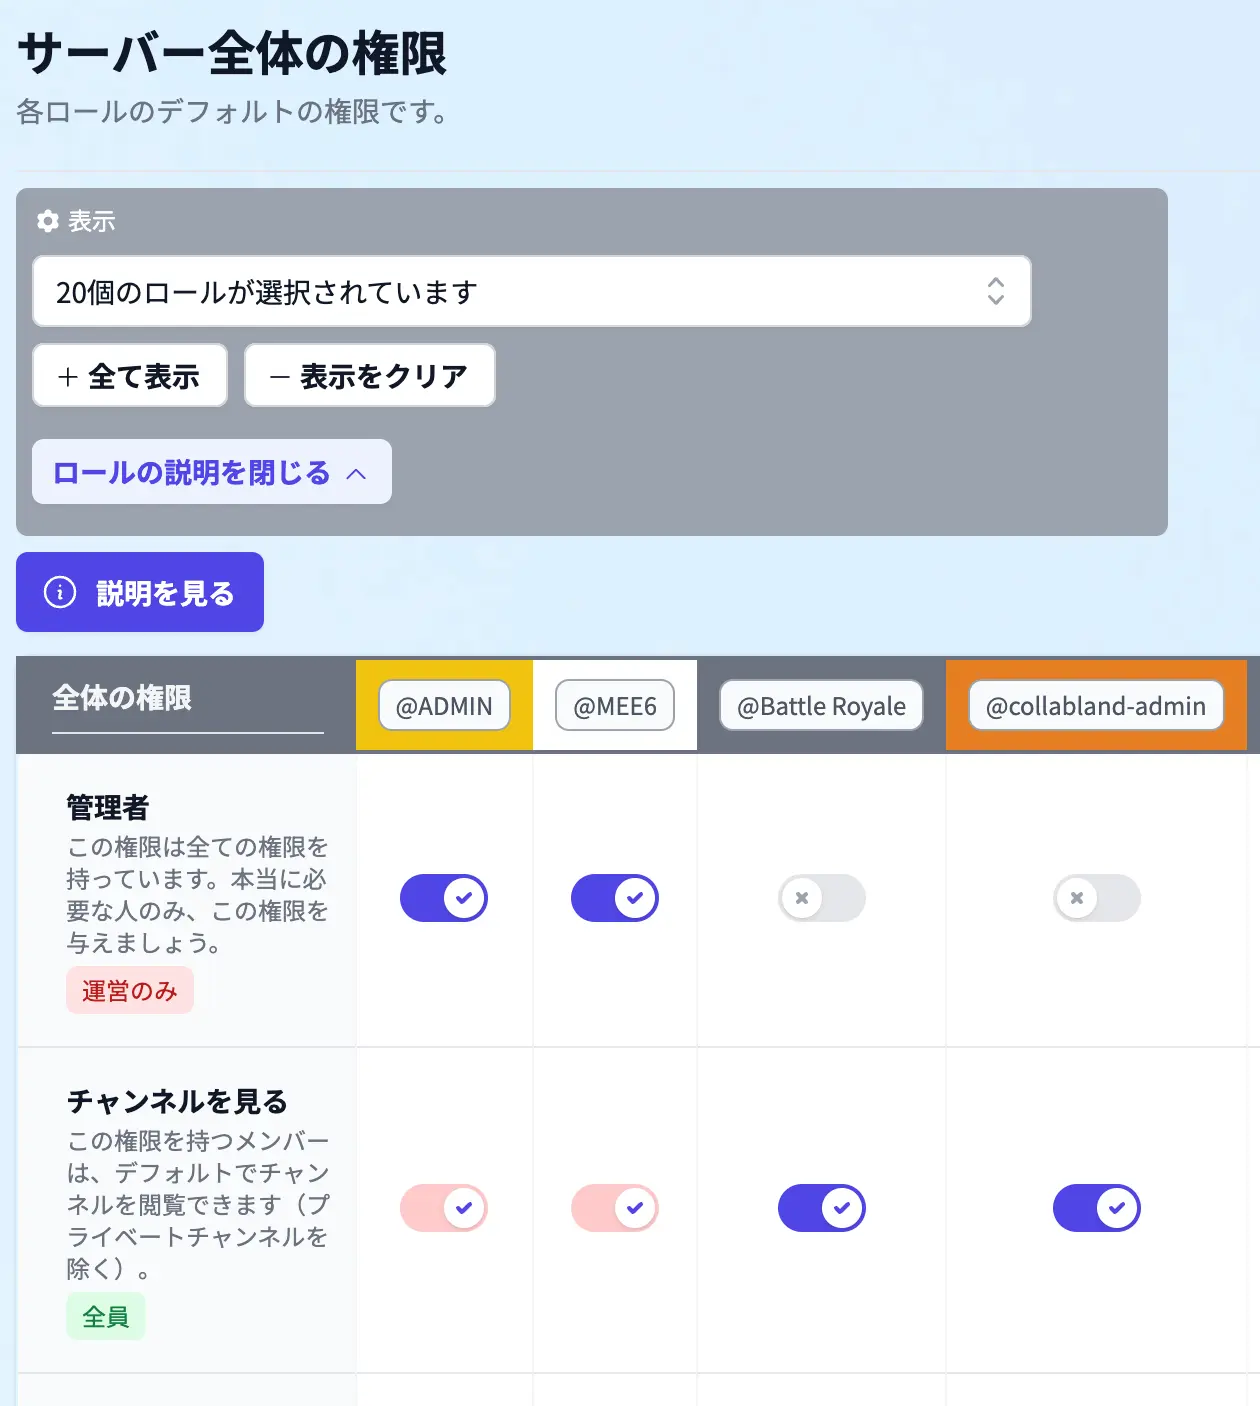 サーバー全体の権限
各ロールのデフォルトの権限です。
表示
20個のロールが選択されています
＋ 全て表示
－ 表示をクリア
ロールの説明を閉じる
説明を見る
全体の権限
@ADMIN
@MEE6
@Battle Royale
@collabland-admin
管理者
この権限は全ての権限を
持っています。本当に必
要な人のみ、この権限を
与えましょう。
運営のみ
チャンネルを見る
この権限を持つメンバー
は、デフォルトでチャン
ネルを閲覧できます（プ
ライベートチャンネルを
除く）。
全員